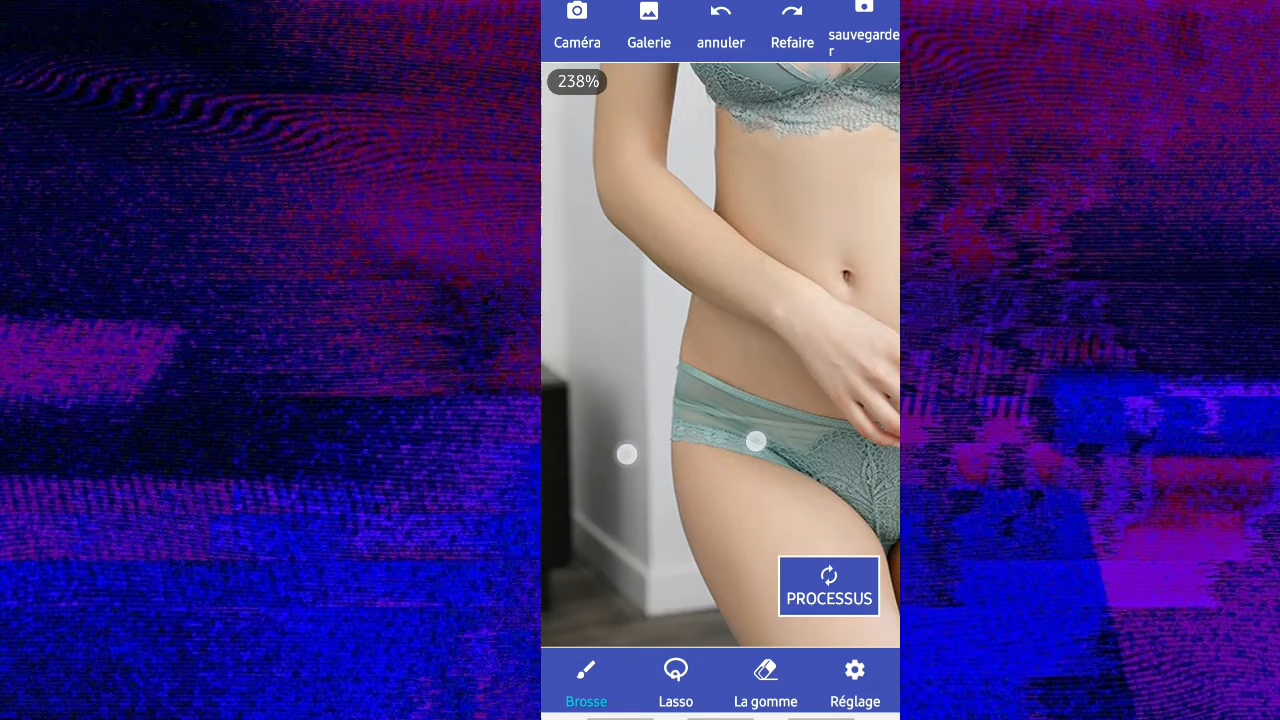 Caméra Galerie annuler Refaire sauvegarde
r
238%
PROCESSUS
Brosse Lasso La gomme Réglage